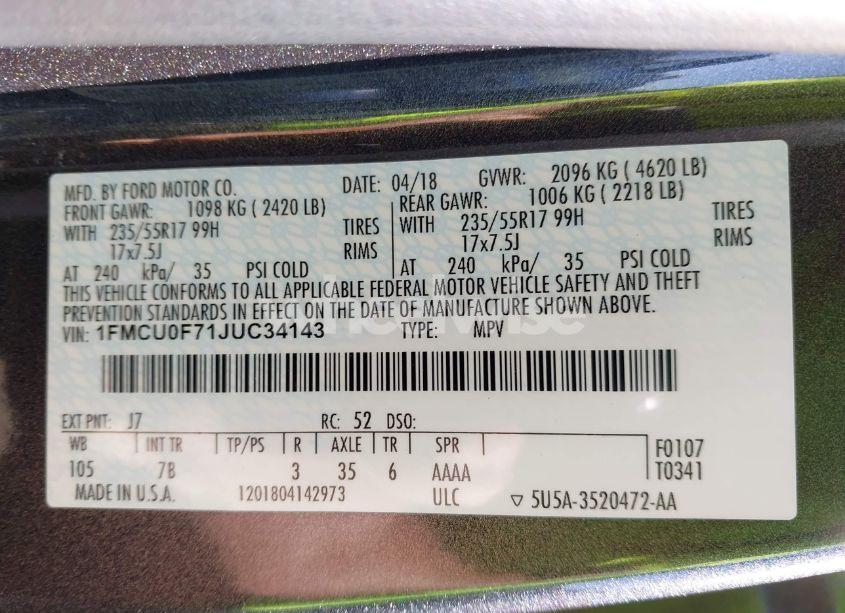 MFD. BY FORD MOTOR CO. DATE: 04/18 GVWR: 2096 KG ( 4620 LB)
FRONT GAWR: 1098 KG ( 2420 LB) REAR GAWR: 1006 KG ( 2218 LB)
WITH 235/55R17 99H TIRES WITH 235/55R17 99H TIRES
17x7.5J RIMS 17x7.5J RIMS
AT 240 kPa/ 35 PSI COLD AT 240 kPa/ 35 PSI COLD
THIS VEHICLE CONFORMS TO ALL APPLICABLE FEDERAL MOTOR VEHICLE SAFETY AND THEFT
PREVENTION STANDARDS IN EFFECT ON THE DATE OF MANUFACTURE SHOWN ABOVE.
VIN: 1FMCU0F71JUC34143 TYPE: MPV
EXT PNT: J7 RC: 52 DSO:
WB INT TR TP/PS R AXLE TR SPR F0107
105 7B 3 35 6 AAAA T0341
MADE IN U.S.A. 1201804142973 ULC ▽ 5U5A-3520472-AA